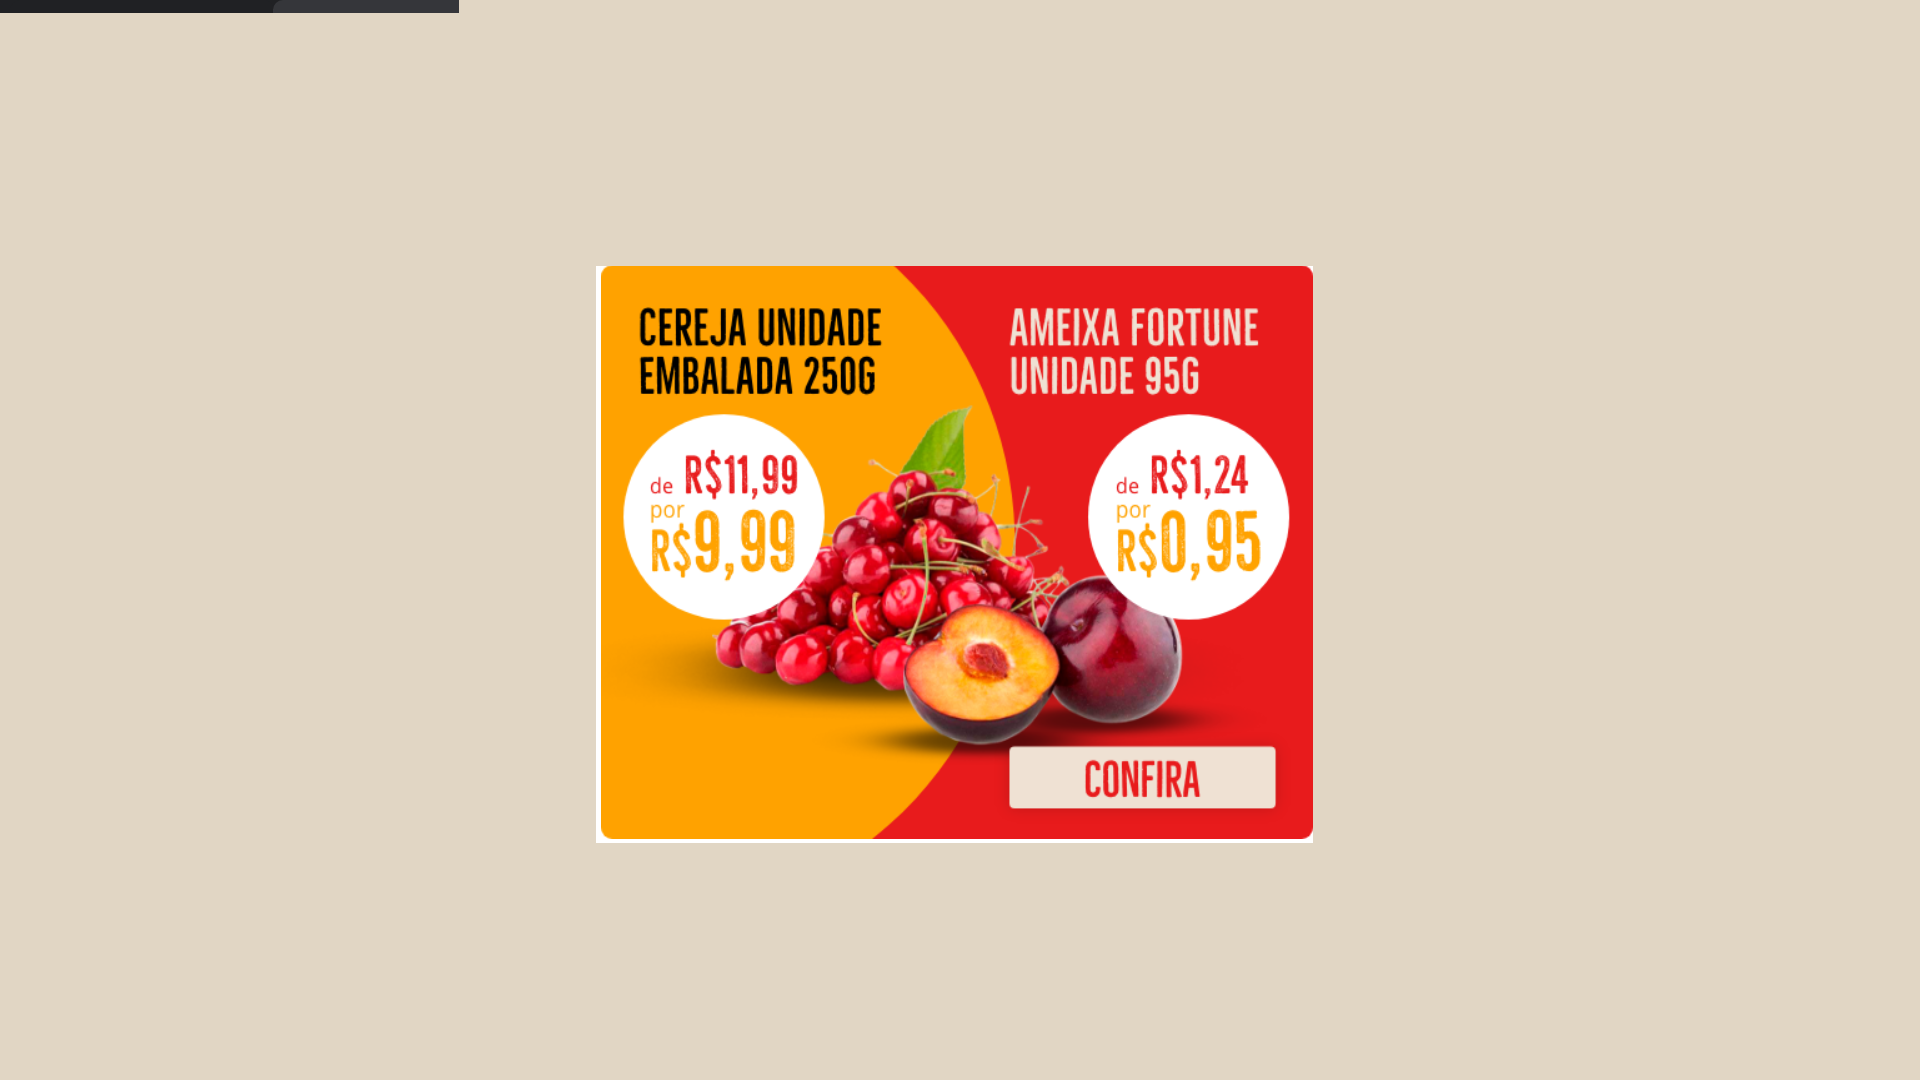 CEREJA UNIDADE
EMBALADA 250G
de R$11,99
por
R$9,99
AMEIXA FORTUNE
UNIDADE 95G
de R$1,24
por
R$0,95
CONFIRA